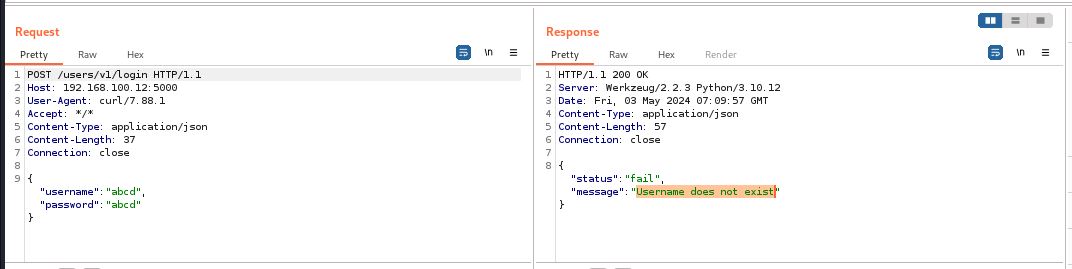 Request
Pretty Raw Hex
\n
1 POST /users/v1/login HTTP/1.1
2 Host: 192.168.100.12:5000
3 User-Agent: curl/7.88.1
4 Accept: */*
5 Content-Type: application/json
6 Content-Length: 37
7 Connection: close
8
9 {
"username":"abcd",
"password":"abcd"
}
Response
Pretty Raw Hex Render
\n
1 HTTP/1.1 200 OK
2 Server: Werkzeug/2.2.3 Python/3.10.12
3 Date: Fri, 03 May 2024 07:09:57 GMT
4 Content-Type: application/json
5 Content-Length: 57
6 Connection: close
7
8 {
"status":"fail",
"message":"Username does not exist"
}